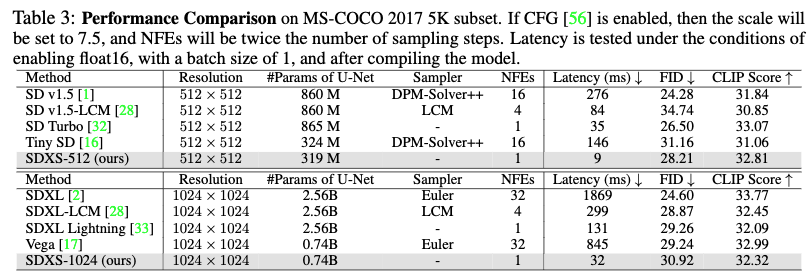 Table 3: Performance Comparison on MS-COCO 2017 5K subset. If CFG [56] is enabled, then the scale will
be set to 7.5, and NFEs will be twice the number of sampling steps. Latency is tested under the conditions of
enabling float16, with a batch size of 1, and after compiling the model.
Method Resolution #Params of U-Net Sampler NFEs Latency (ms) ↓ FID ↓ CLIP Score ↑
SD v1.5 [1] 512 × 512 860 M DPM-Solver++ 16 276 24.28 31.84
SD v1.5-LCM [28] 512 × 512 860 M LCM 4 84 34.74 30.85
SD Turbo [32] 512 × 512 865 M - 1 35 26.50 33.07
Tiny SD [16] 512 × 512 324 M DPM-Solver++ 16 146 31.16 31.06
SDXS-512 (ours) 512 × 512 319 M - 1 9 28.21 32.81
Method Resolution #Params of U-Net Sampler NFEs Latency (ms) ↓ FID ↓ CLIP Score ↑
SDXL [2] 1024 × 1024 2.56B Euler 32 1869 24.60 33.77
SDXL-LCM [28] 1024 × 1024 2.56B LCM 4 299 28.87 32.45
SDXL Lightning [33] 1024 × 1024 2.56B - 1 131 29.26 32.09
Vega [17] 1024 × 1024 0.74B Euler 32 845 29.24 32.99
SDXS-1024 (ours) 1024 × 1024 0.74B - 1 32 30.92 32.32